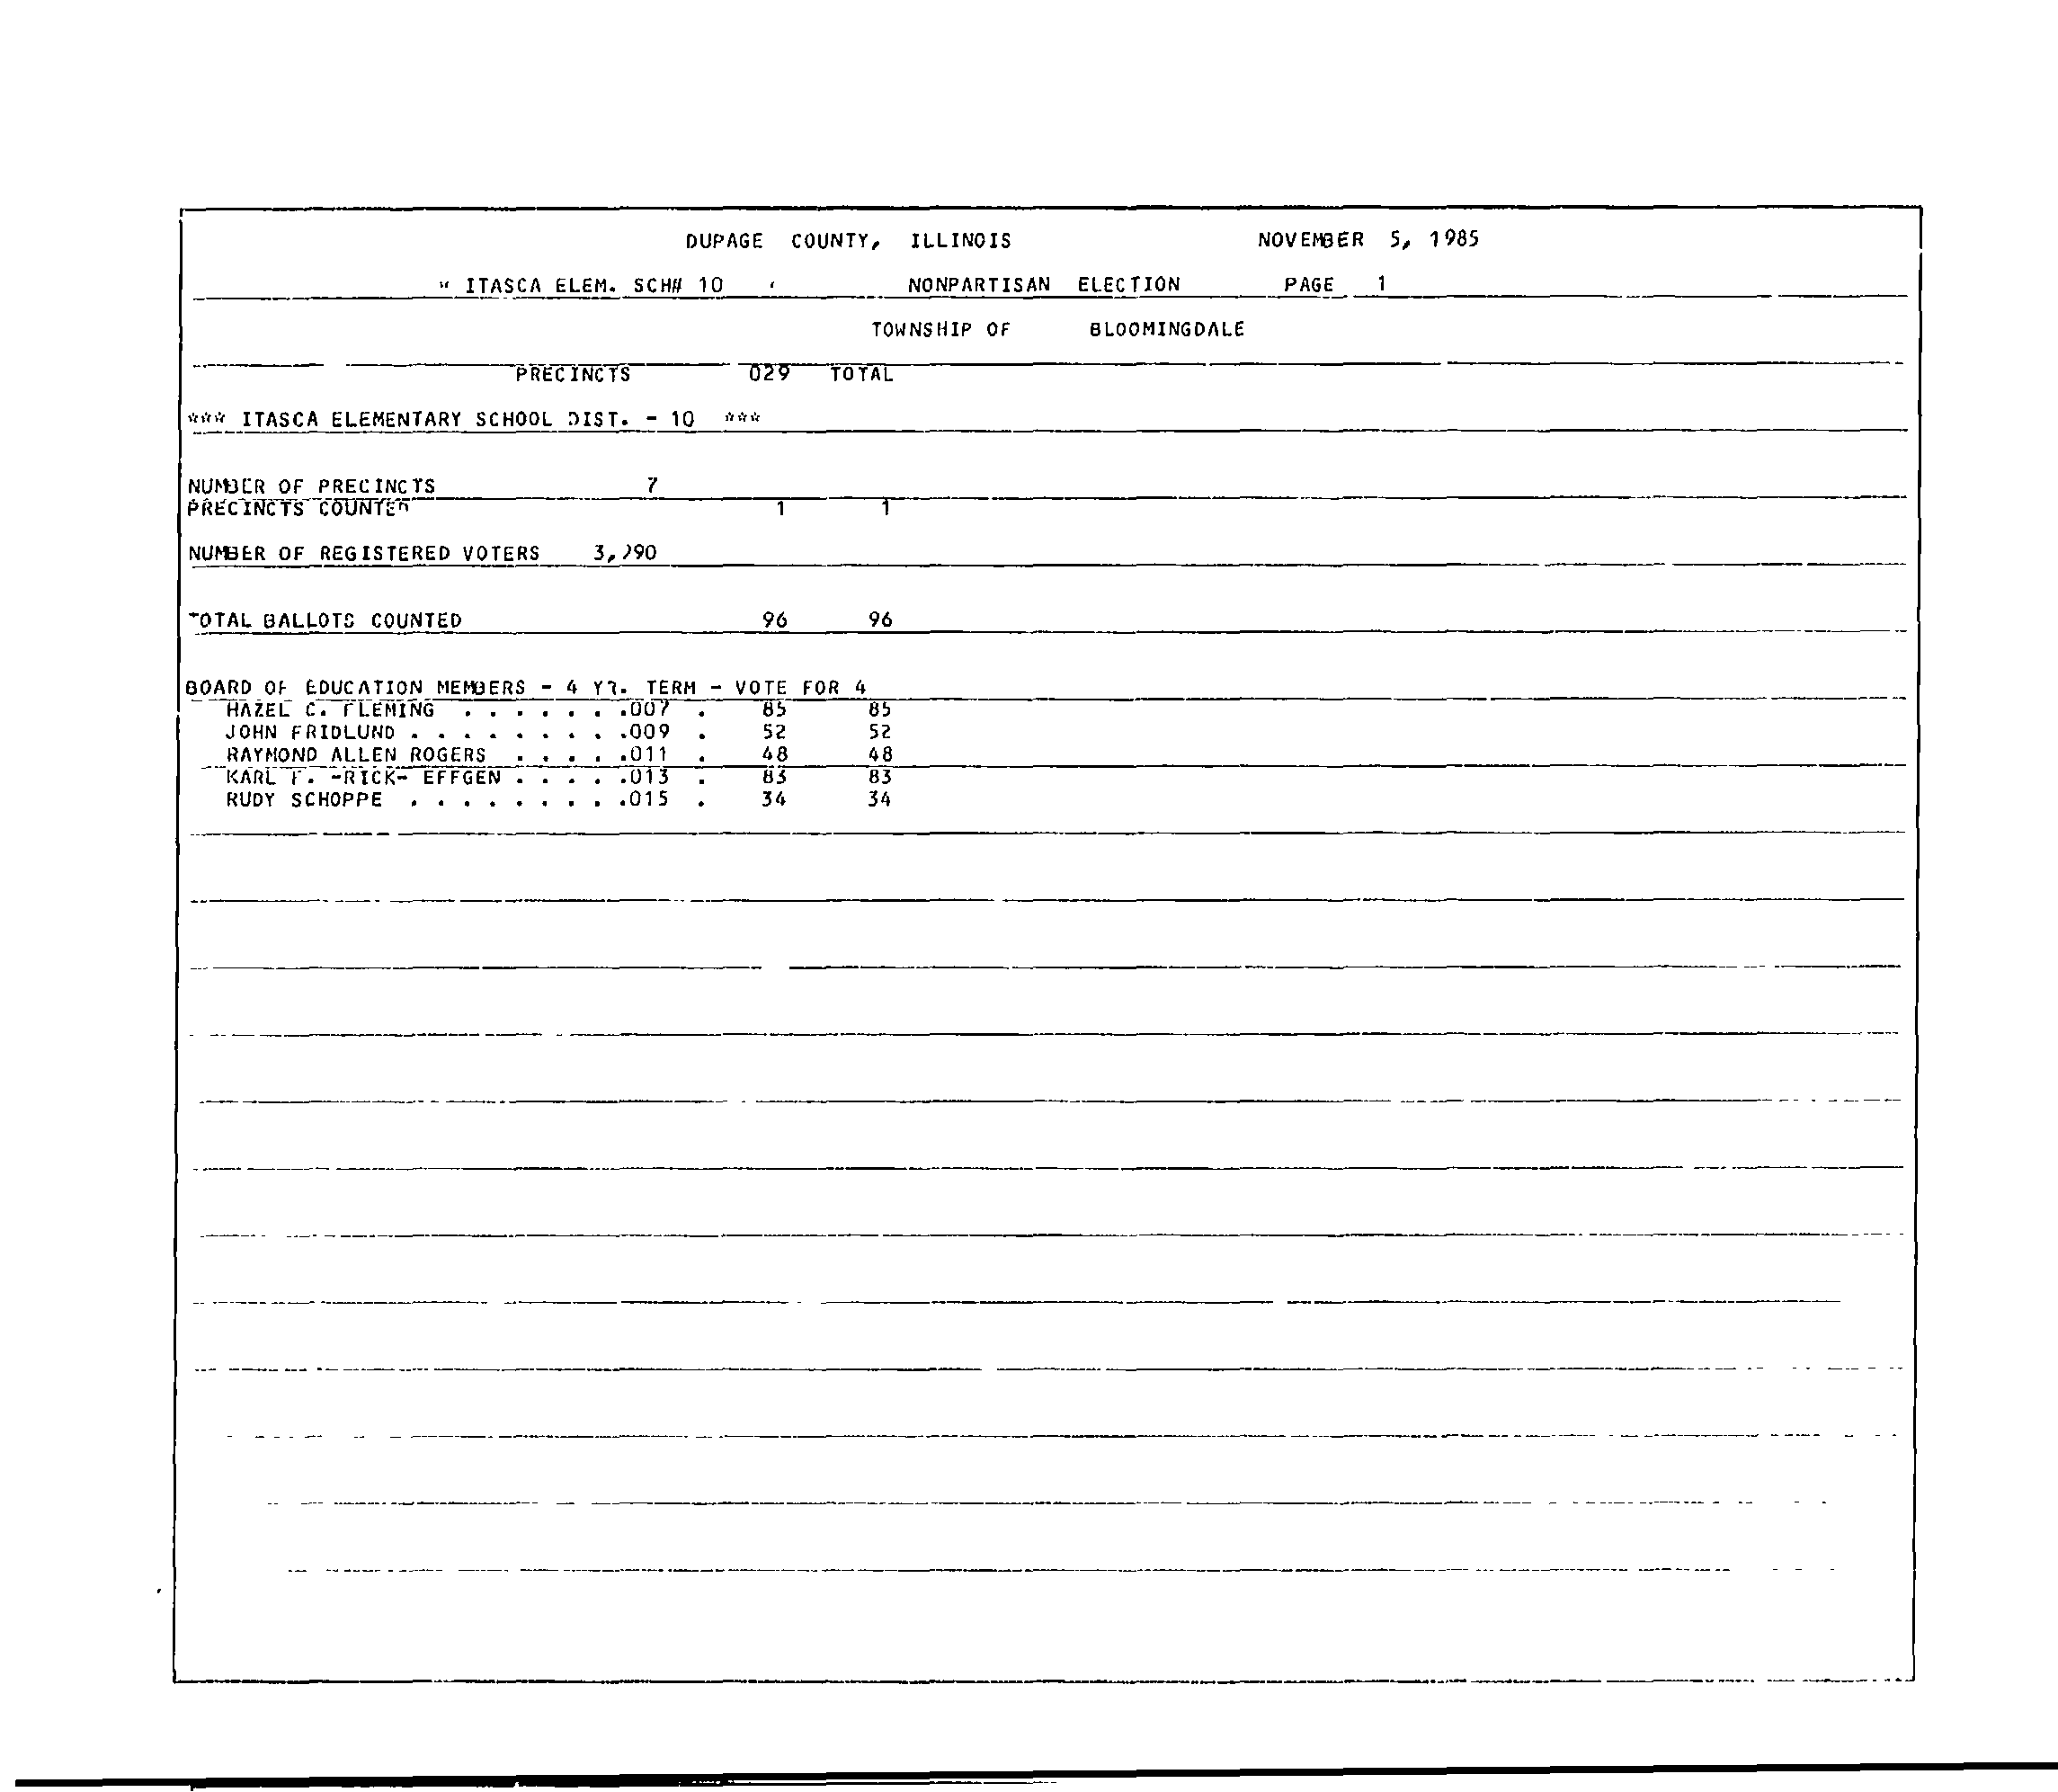 DUPAGE COUNTY, ILLINOIS NOVEMBER 5, 1985
" ITASCA ELEM. SCH# 10 NONPARTISAN ELECTION PAGE 1
TOWNSHIP OF BLOOMINGDALE
PRECINCTS 029 TOTAL
*** ITASCA ELEMENTARY SCHOOL DIST. - 10 ***
NUMBER OF PRECINCTS 7
PRECINCTS COUNTED 1 1
NUMBER OF REGISTERED VOTERS
TOTAL BALLOTS COUNTED 96 96
BOARD OF EDUCATION MEMBERS - 4 YR. TERM - VOTE FOR 4
HAZEL C. FLEMING . . . . . . .007 . 85 85
JOHN FRIDLUND . . . . . . . . .009 . 52 52
RAYMOND ALLEN ROGERS . . . . .011 . 48 48
KARL F. -RICK- EFFGEN . . . . .013 . 83 83
RUDY SCHOPPE . . . . . . . . .015 . 34 34